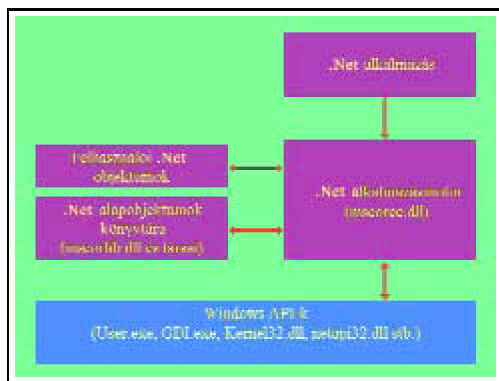 .Net alkalmazás
Felhasználói .Net
objektumok
.Net alapobjektumok
könyvtára
(mscorlib.dll és társai)
.Net alkalmazásmotor
(mscoree.dll)
Windows API-k
(User.exe, GDI.exe, Kernel32.dll, netapi32.dll stb.)